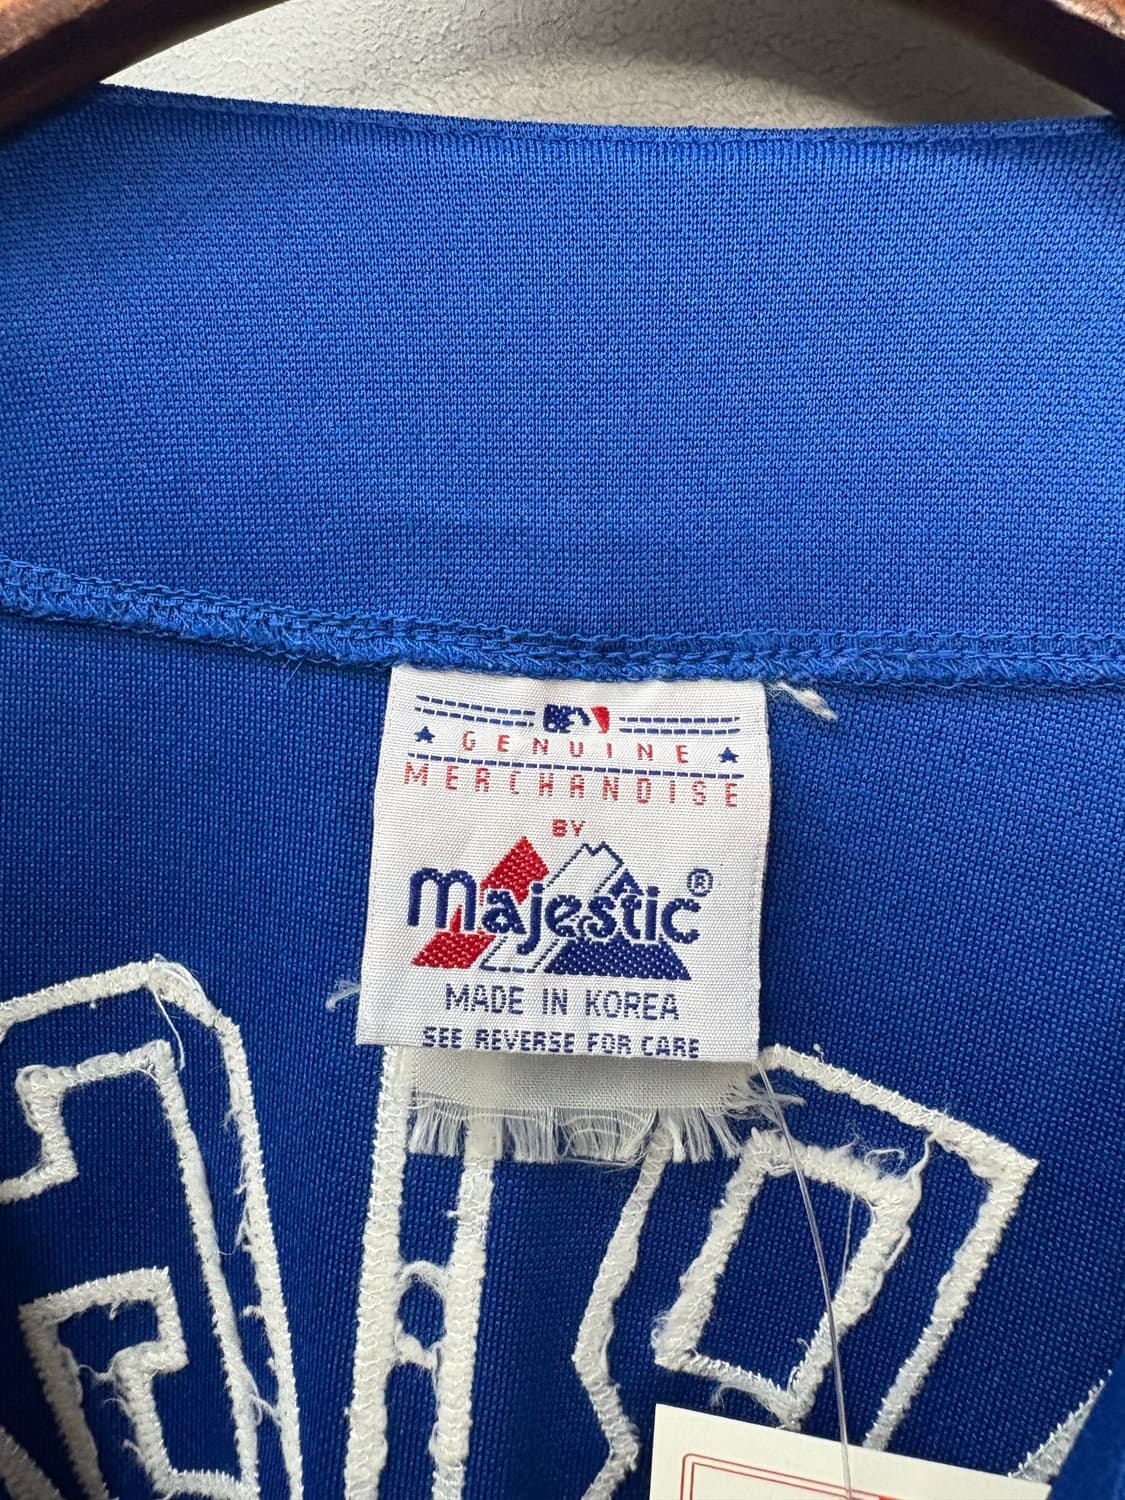 GENUINE
MERCHANDISE
BY
Majestic®
MADE IN KOREA
SEE REVERSE FOR CARE